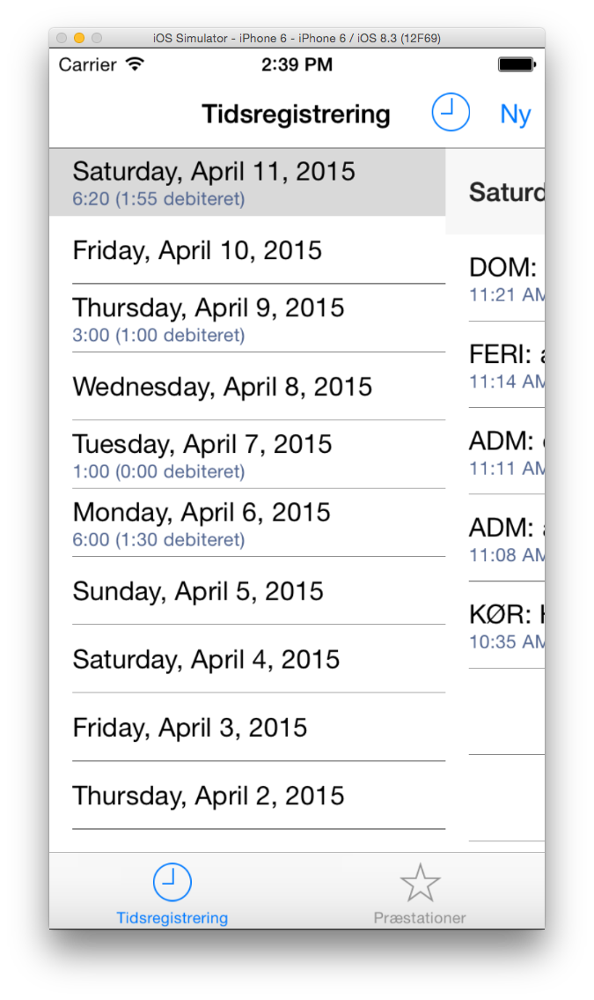 iOS Simulator - iPhone 6 - iPhone 6 / iOS 8.3 (12F69)
Carrier 2:39 PM
Tidsregistrering Ny
Saturday, April 11, 2015
6:20 (1:55 debiteret)
Friday, April 10, 2015
Thursday, April 9, 2015
3:00 (1:00 debiteret)
Wednesday, April 8, 2015
Tuesday, April 7, 2015
1:00 (0:00 debiteret)
Monday, April 6, 2015
6:00 (1:30 debiteret)
Sunday, April 5, 2015
Saturday, April 4, 2015
Friday, April 3, 2015
Thursday, April 2, 2015
Saturd
DOM:
11:21 AM
FERI:
11:14 AM
ADM:
11:11 AM
ADM:
11:08 AM
KØR:
10:35 AM
Tidsregistrering
Præstationer